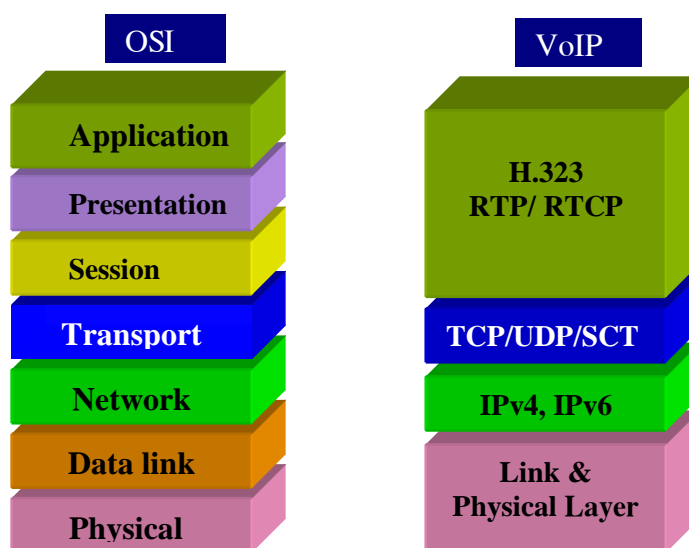 OSI
Application
Presentation
Session
Transport
Network
Data link
Physical
VoIP
H.323
RTP/ RTCP
TCP/UDP/SCT
IPv4, IPv6
Link &
Physical Layer